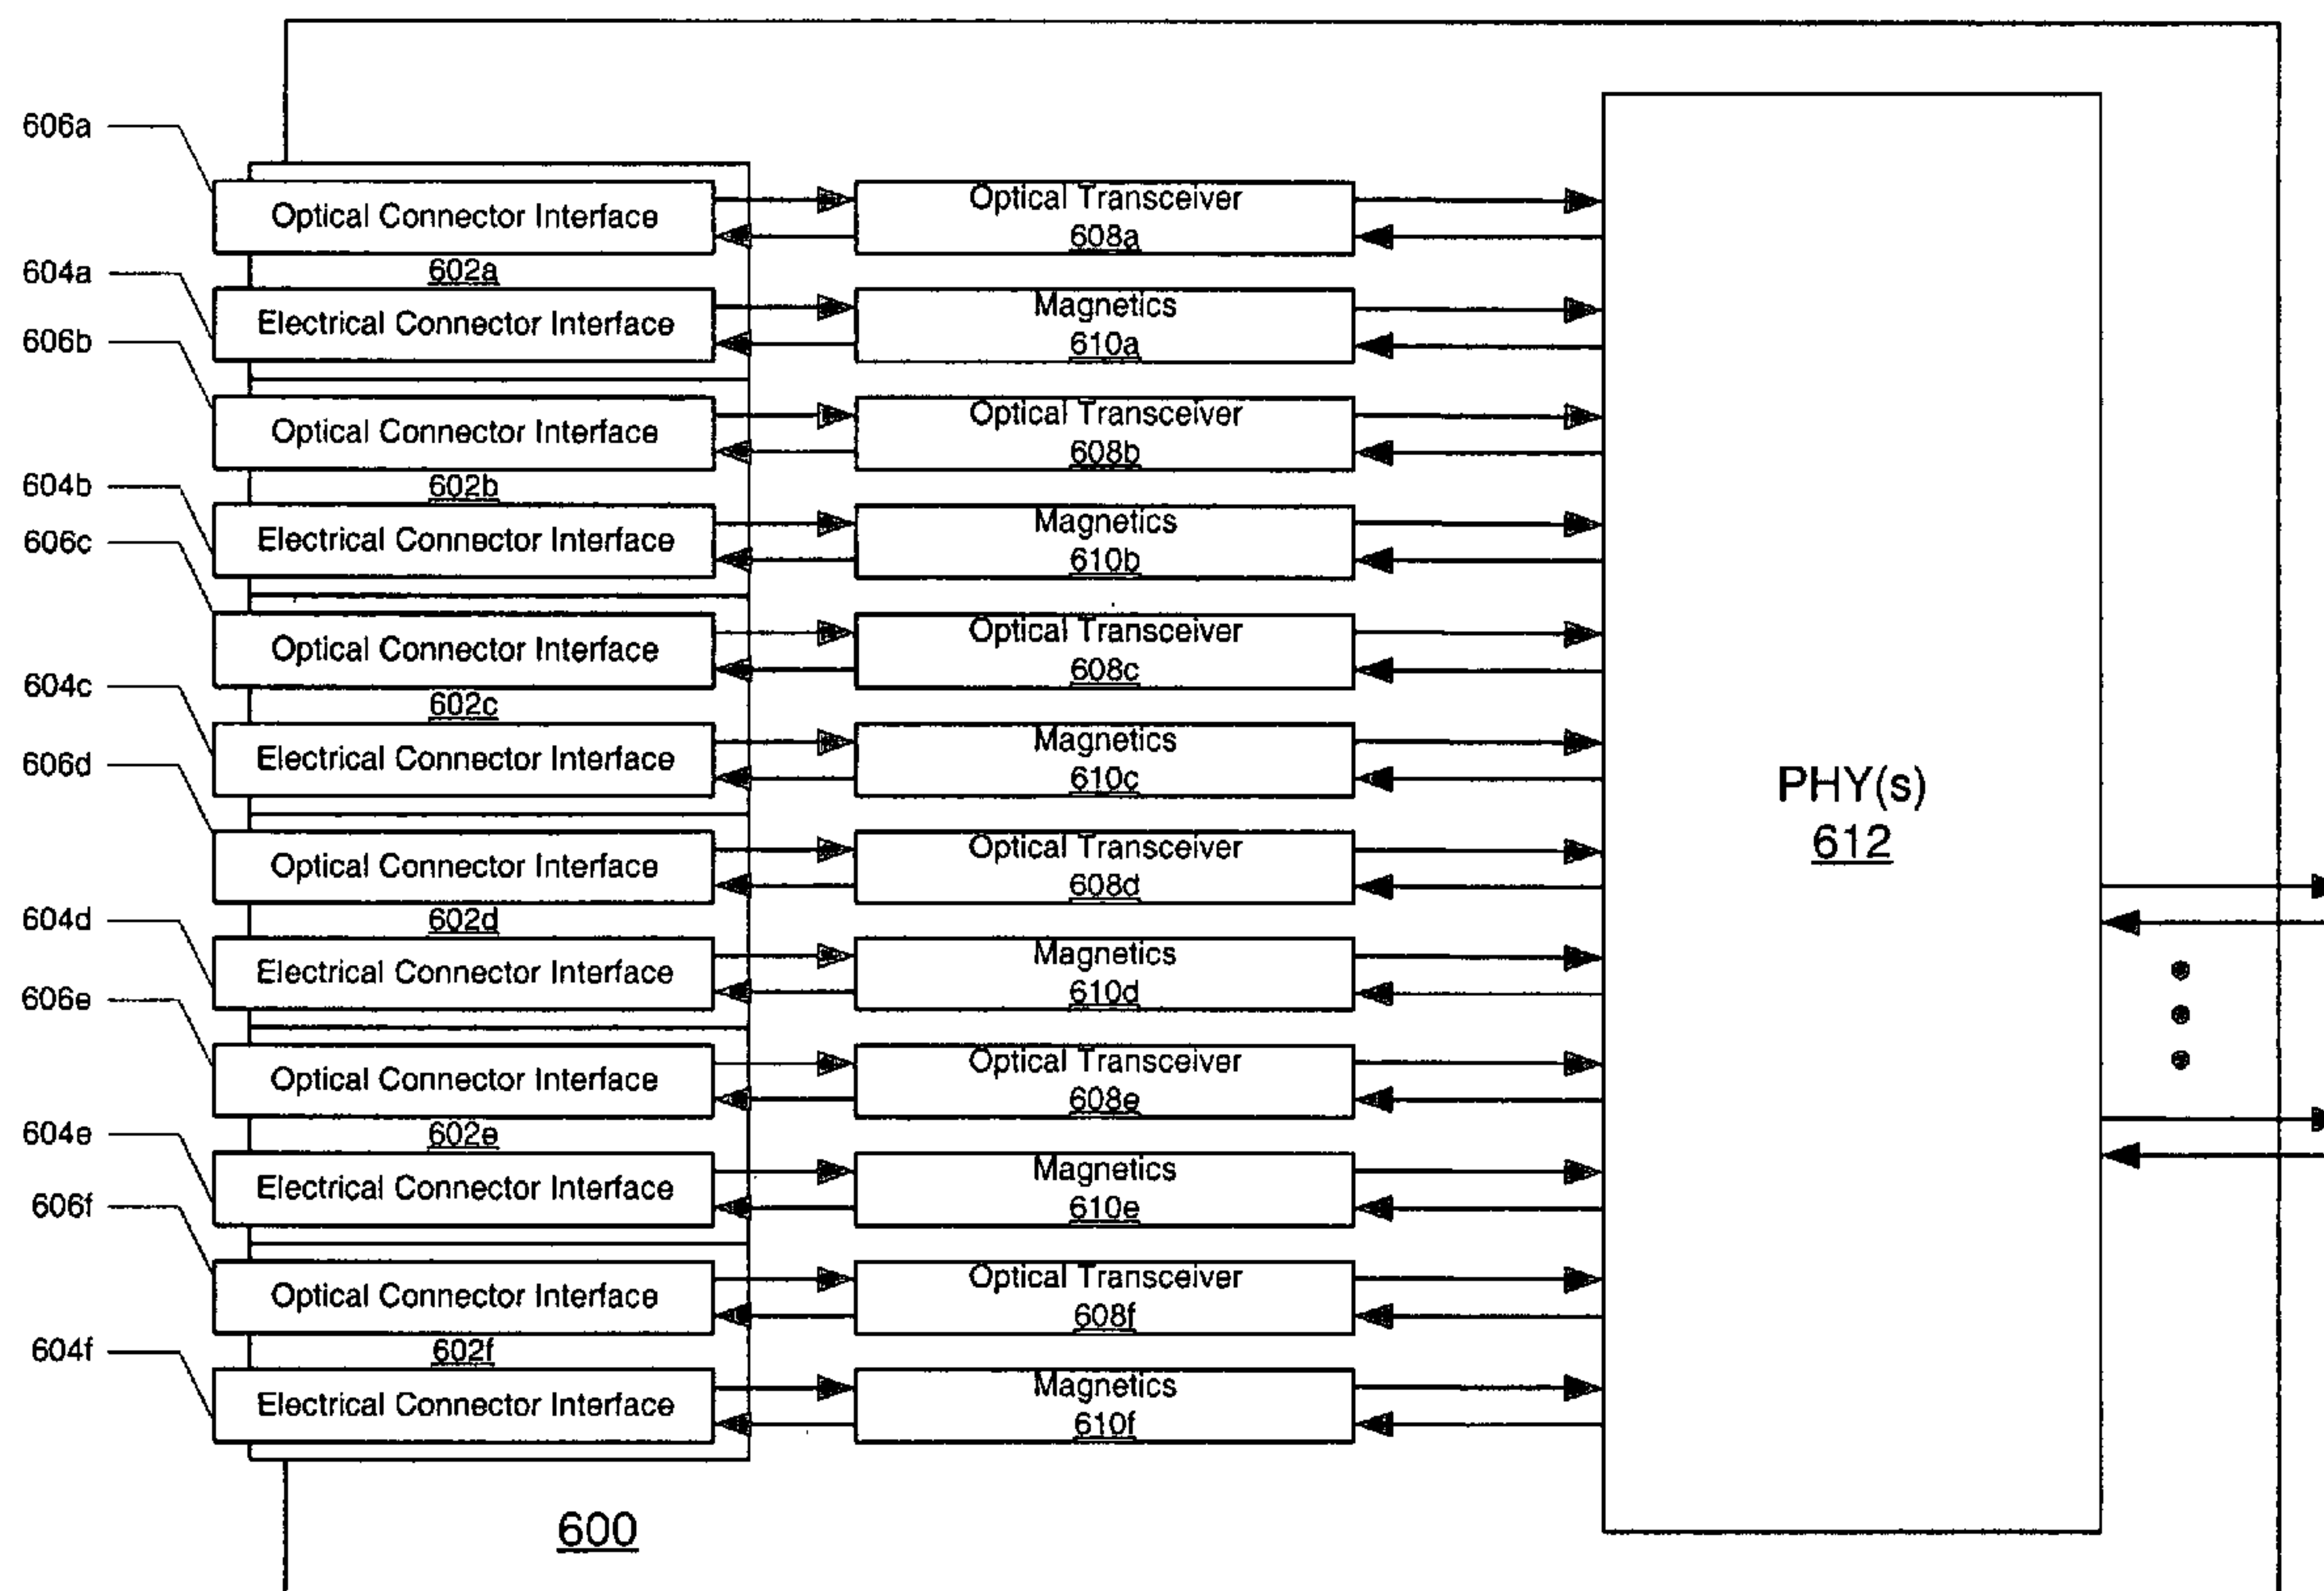 606a
Optical Connector Interface
Optical Transceiver
608a
602a
604a
Electrical Connector Interface
Magnetics
610a
606b
Optical Connector Interface
Optical Transceiver
608b
602b
604b
Electrical Connector Interface
Magnetics
610b
606c
Optical Connector Interface
Optical Transceiver
608c
602c
604c
Electrical Connector Interface
Magnetics
610c
606d
Optical Connector Interface
Optical Transceiver
608d
602d
604d
Electrical Connector Interface
Magnetics
610d
606e
Optical Connector Interface
Optical Transceiver
608e
602e
604e
Electrical Connector Interface
Magnetics
610e
606f
Optical Connector Interface
Optical Transceiver
608f
602f
604f
Electrical Connector Interface
Magnetics
610f
PHY(s)
612
600